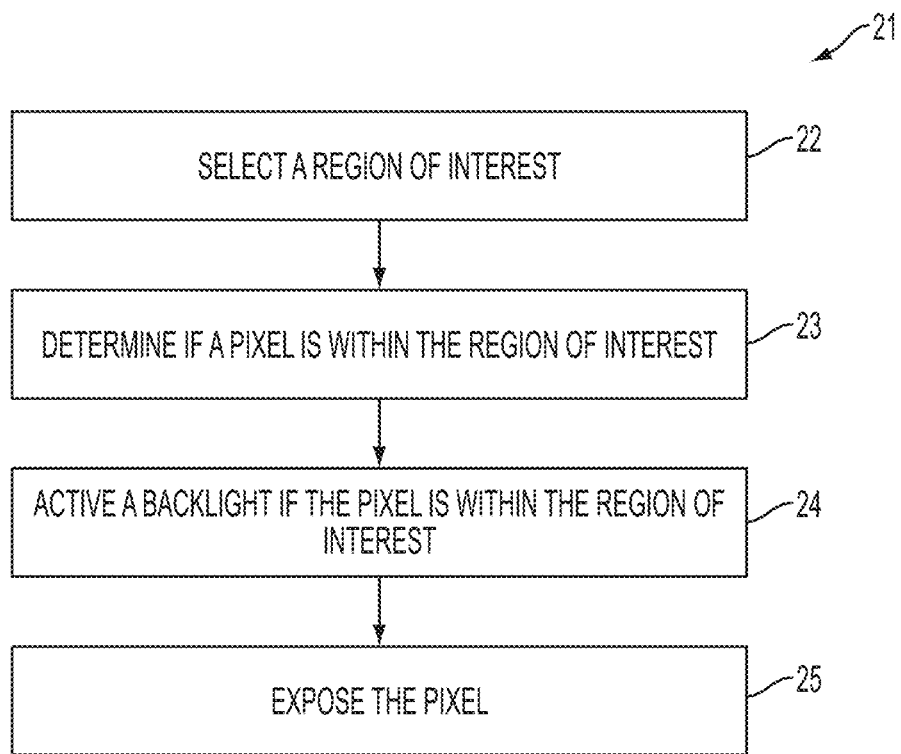 21
SELECT A REGION OF INTEREST
22
DETERMINE IF A PIXEL IS WITHIN THE REGION OF INTEREST
23
ACTIVE A BACKLIGHT IF THE PIXEL IS WITHIN THE REGION OF
INTEREST
24
EXPOSE THE PIXEL
25